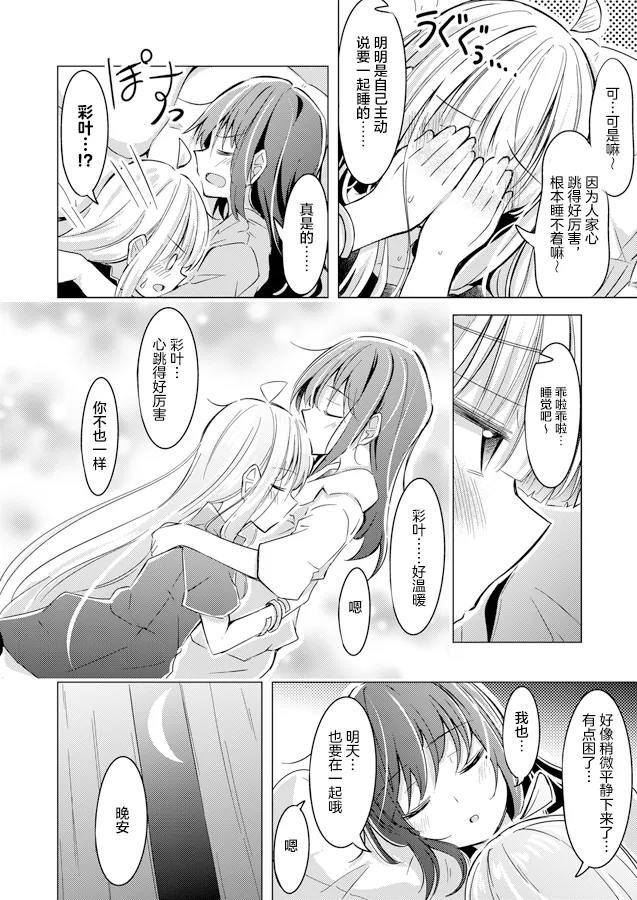 可…可是嘛～
因为人家心
跳得好厉害，
根本睡不着嘛～
ぐずぐずぅ…
明明是自己主动
说要一起睡的……
ぽすっ
真是的……
彩叶…!?
乖啦乖啦…
睡觉吧～
彩叶…
心跳得好厉害
你不也一样
彩叶……好温暖
嗯
好像稍微平静下来了…
有点困了…
我也…
明天…
也要在一起哦
嗯
晚安